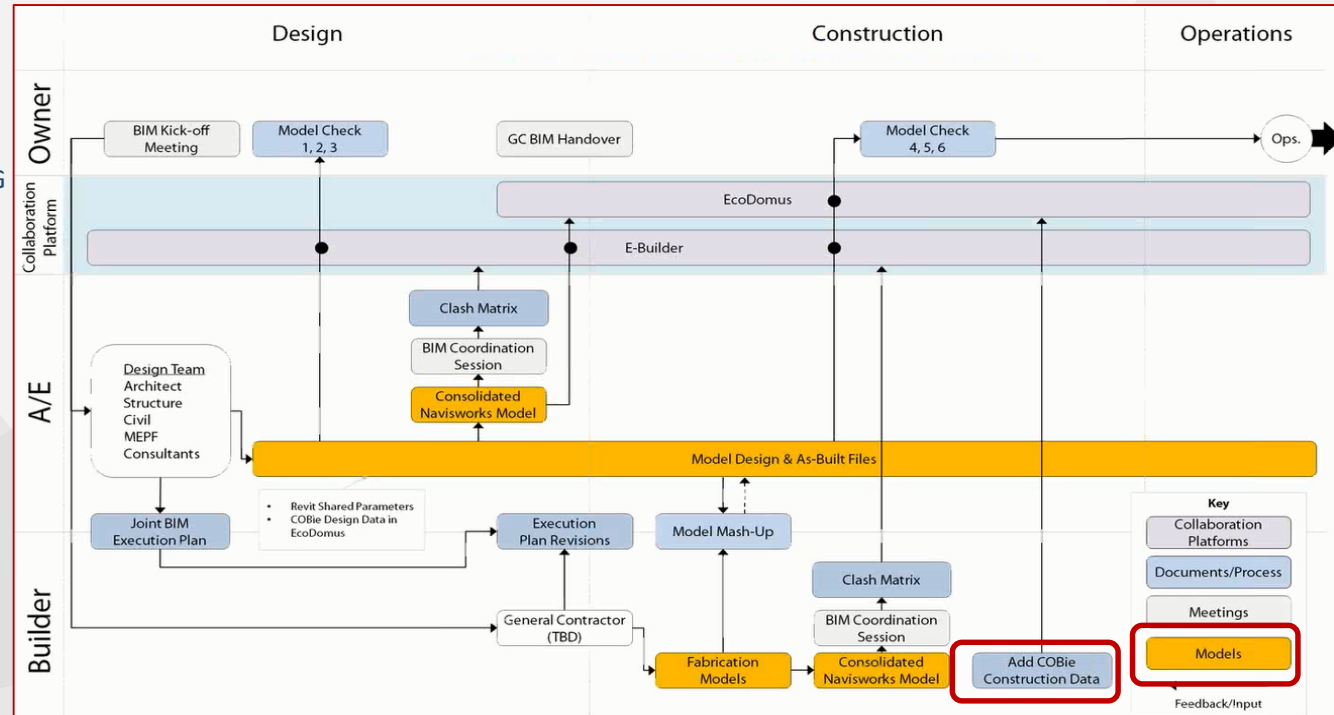 Design
Construction
Operations
Owner
BIM Kick-off
Meeting
Model Check
1, 2, 3
GC BIM Handover
Model Check
4, 5, 6
Ops.
Collaboration
Platform
EcoDomus
E-Builder
A/E
Clash Matrix
BIM Coordination
Session
Consolidated
Navisworks Model
Design Team
Architect
Structure
Civil
MEPF
Consultants
Model Design & As-Built Files
• Revit Shared Parameters
• COBie Design Data in
EcoDomus
Builder
Joint BIM
Execution Plan
Execution
Plan Revisions
Model Mash-Up
Clash Matrix
General Contractor
(TBD)
BIM Coordination
Session
Fabrication
Models
Consolidated
Navisworks Model
Add COBie
Construction Data
Key
Collaboration
Platforms
Documents/Process
Meetings
Models
Feedback/Input